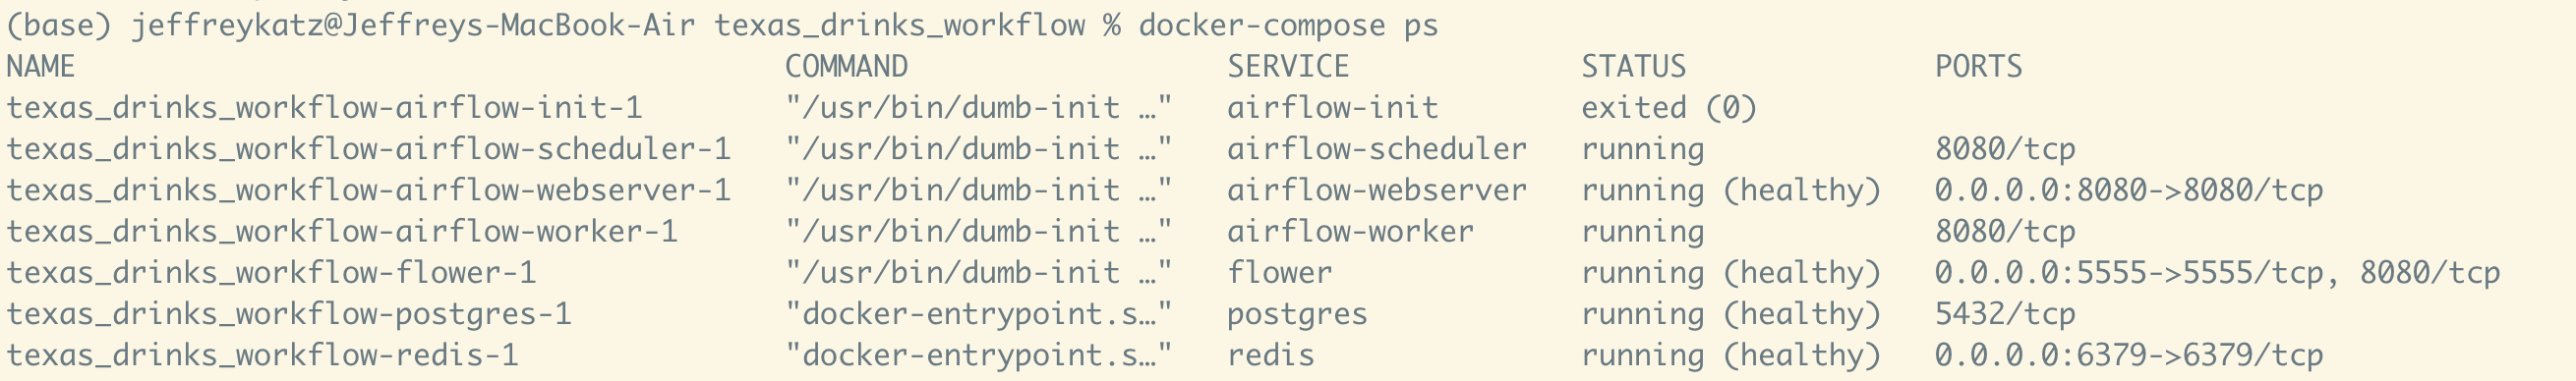 (base) jeffreykatz@Jeffreys-MacBook-Air texas_drinks_workflow % docker-compose ps
NAME                                        COMMAND                  SERVICE             STATUS              PORTS
texas_drinks_workflow-airflow-init-1        "/usr/bin/dumb-init …"   airflow-init        exited (0)
texas_drinks_workflow-airflow-scheduler-1   "/usr/bin/dumb-init …"   airflow-scheduler   running             8080/tcp
texas_drinks_workflow-airflow-webserver-1   "/usr/bin/dumb-init …"   airflow-webserver   running (healthy)   0.0.0.0:8080->8080/tcp
texas_drinks_workflow-airflow-worker-1      "/usr/bin/dumb-init …"   airflow-worker      running             8080/tcp
texas_drinks_workflow-flower-1              "/usr/bin/dumb-init …"   flower              running (healthy)   0.0.0.0:5555->5555/tcp, 8080/tcp
texas_drinks_workflow-postgres-1            "docker-entrypoint.s…"   postgres            running (healthy)   5432/tcp
texas_drinks_workflow-redis-1               "docker-entrypoint.s…"   redis               running (healthy)   0.0.0.0:6379->6379/tcp